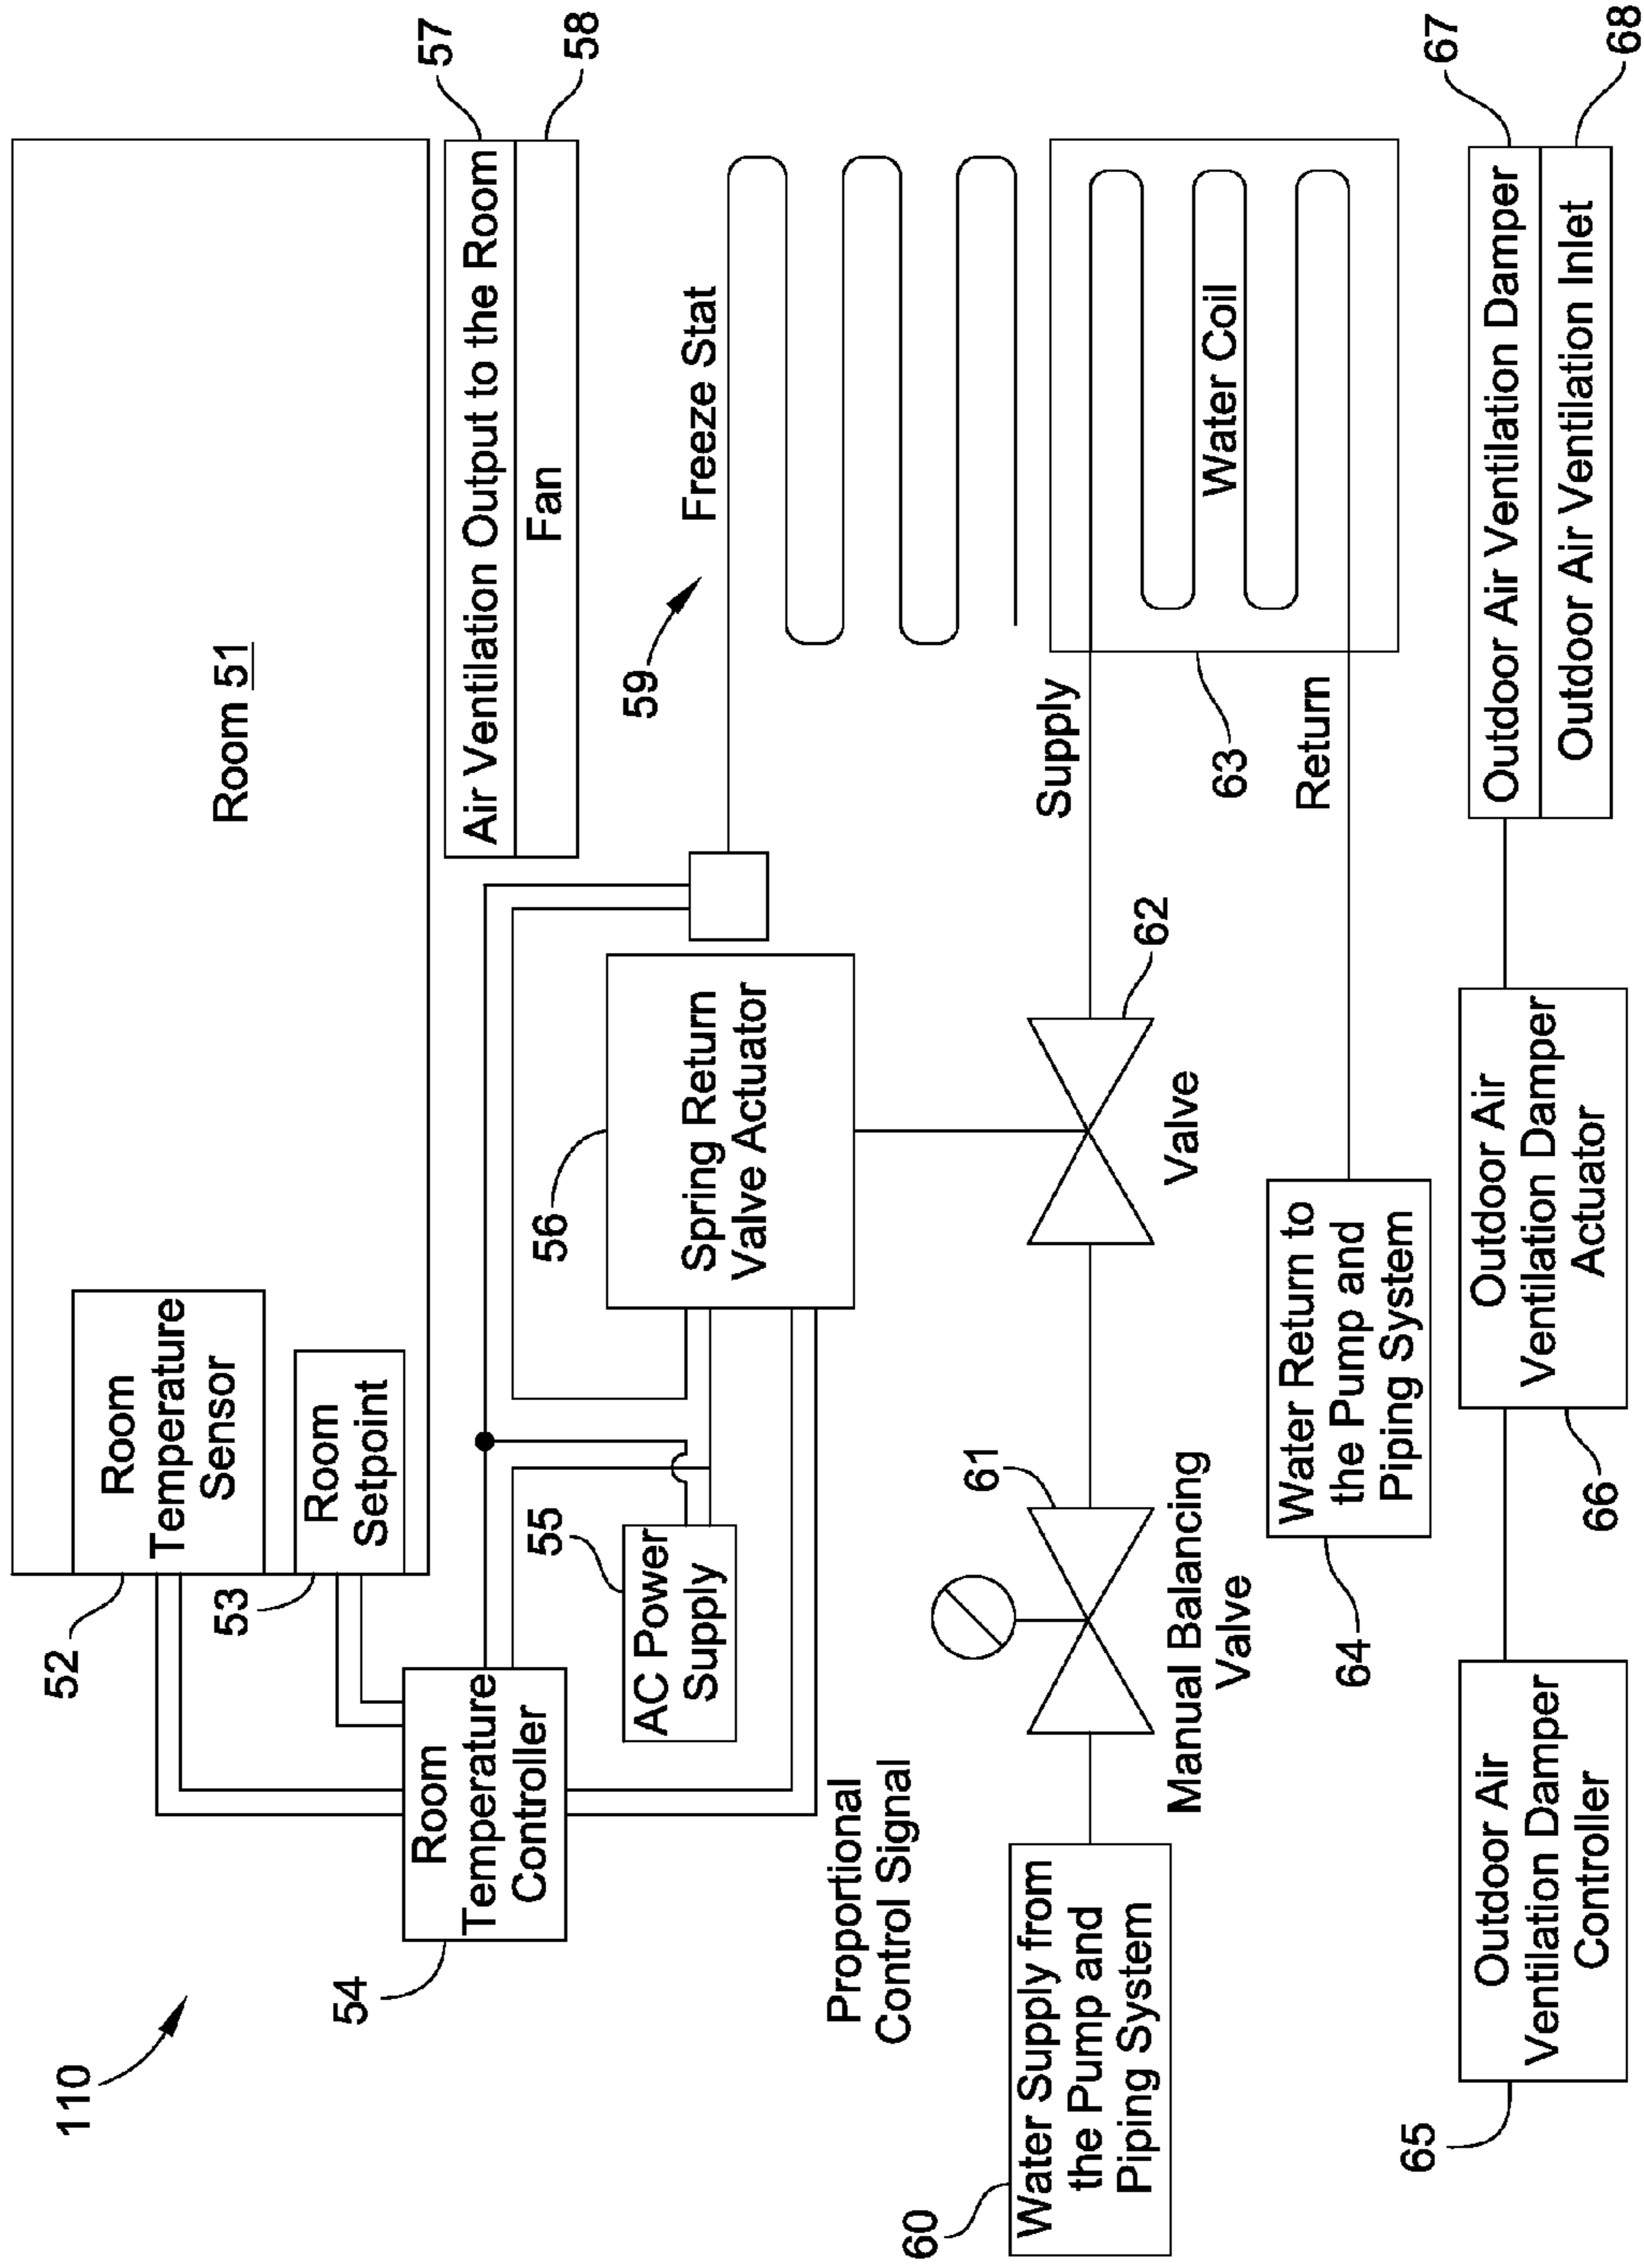 110
Room 51
52
Room
Temperature
Sensor
53
Room
Setpoint
54
Room
Temperature
Controller
55
AC Power
Supply
56
Spring Return
Valve Actuator
Air Ventilation Output to the Room
57
Fan
58
59
Freeze Stat
Proportional
Control Signal
60
Water Supply from
the Pump and
Piping System
61
Manual Balancing
Valve
62
Valve
Supply
63
Water Coil
Return
64
Water Return to
the Pump and
Piping System
65
Outdoor Air
Ventilation Damper
Controller
66
Outdoor Air
Ventilation Damper
Actuator
Outdoor Air Ventilation Damper
67
Outdoor Air Ventilation Inlet
68